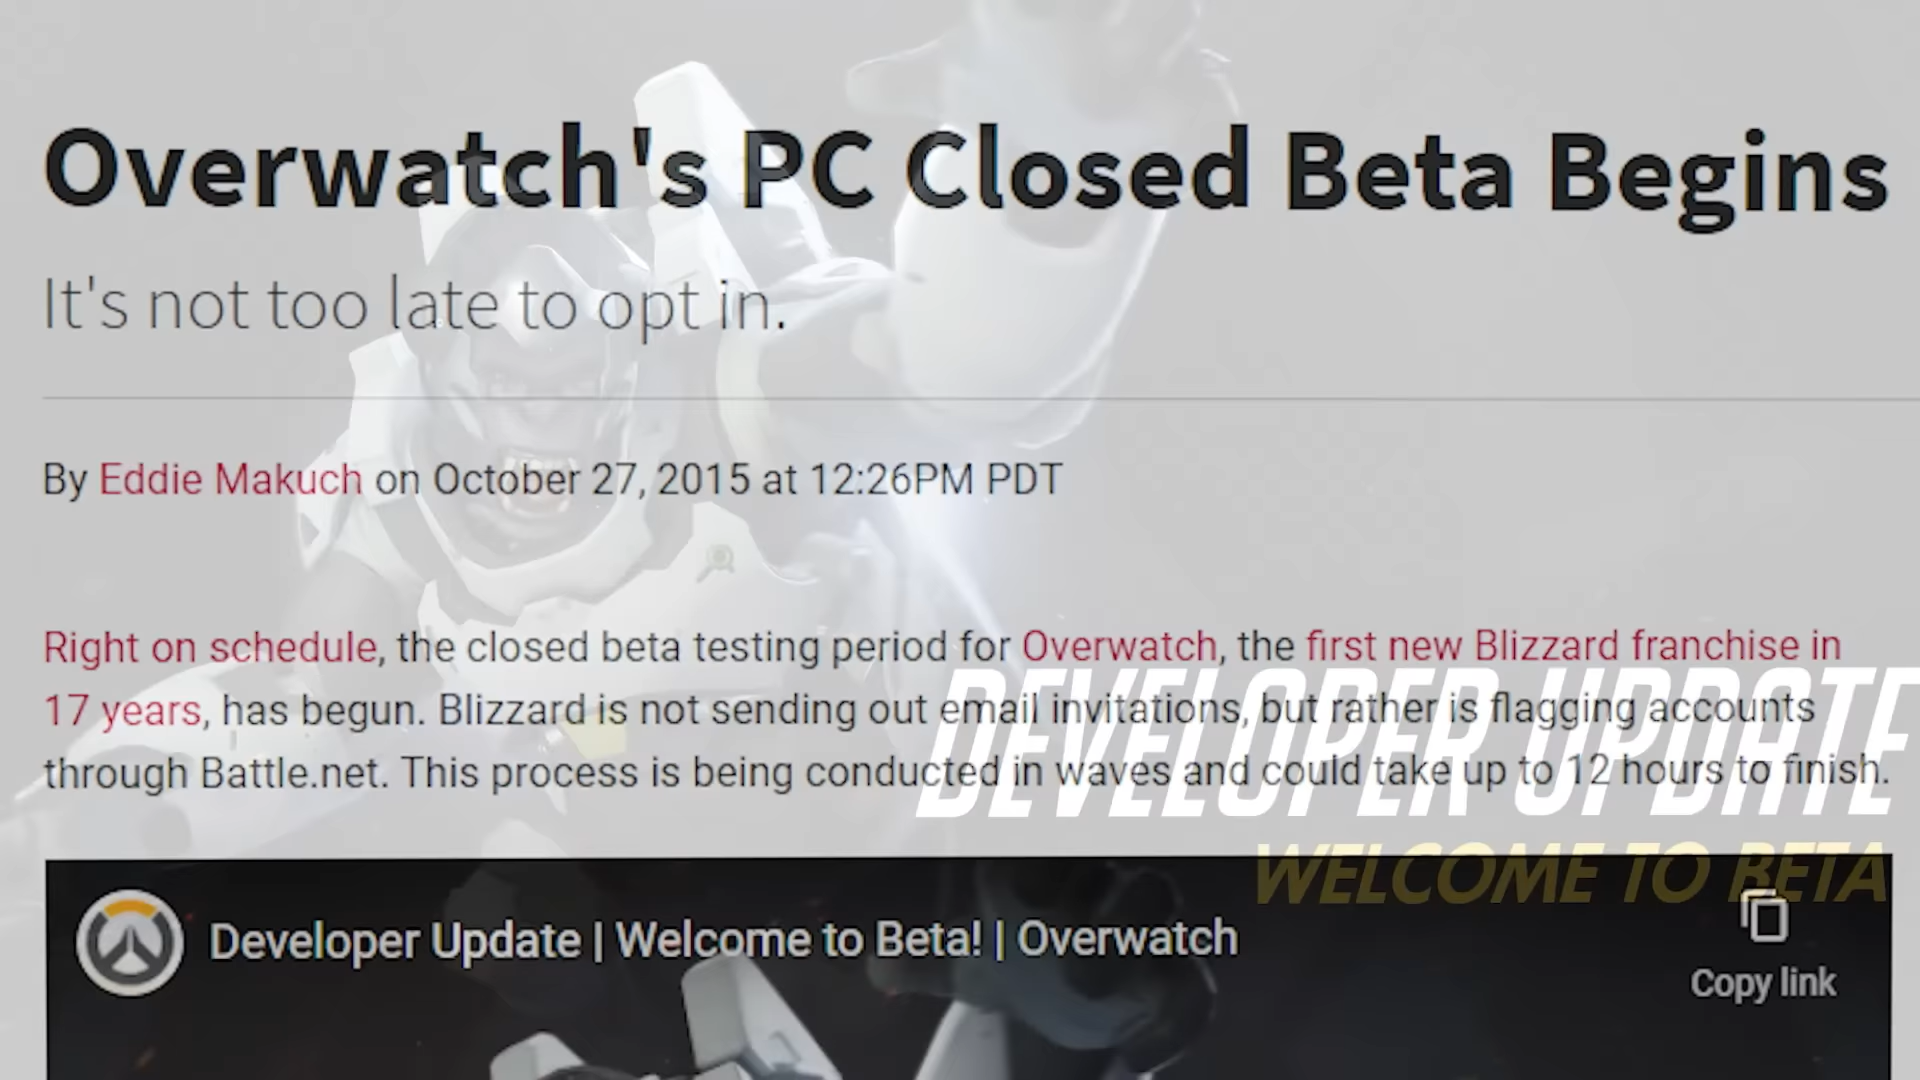 Overwatch's PC Closed Beta Begins
It's not too late to opt in.
By Eddie Makuch on October 27, 2015 at 12:26PM PDT
Right on schedule, the closed beta testing period for Overwatch, the first new Blizzard franchise in
17 years, has begun. Blizzard is not sending out email invitations, but rather is flagging accounts
through Battle.net. This process is being conducted in waves and could take up to 12 hours to finish.
DEVELOPER UPDATE
WELCOME TO BETA
Developer Update | Welcome to Beta! | Overwatch
Copy link